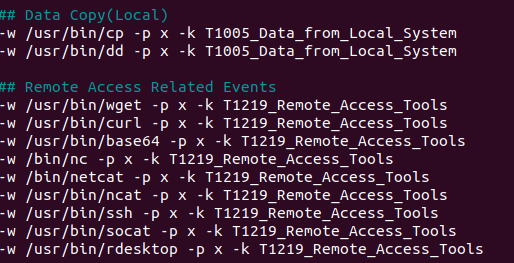 ## Data Copy(Local)
-w /usr/bin/cp -p x -k T1005_Data_from_Local_System
-w /usr/bin/dd -p x -k T1005_Data_from_Local_System

## Remote Access Related Events
-w /usr/bin/wget -p x -k T1219_Remote_Access_Tools
-w /usr/bin/curl -p x -k T1219_Remote_Access_Tools
-w /usr/bin/base64 -p x -k T1219_Remote_Access_Tools
-w /bin/nc -p x -k T1219_Remote_Access_Tools
-w /bin/netcat -p x -k T1219_Remote_Access_Tools
-w /usr/bin/ncat -p x -k T1219_Remote_Access_Tools
-w /usr/bin/ssh -p x -k T1219_Remote_Access_Tools
-w /usr/bin/socat -p x -k T1219_Remote_Access_Tools
-w /usr/bin/rdesktop -p x -k T1219_Remote_Access_Tools